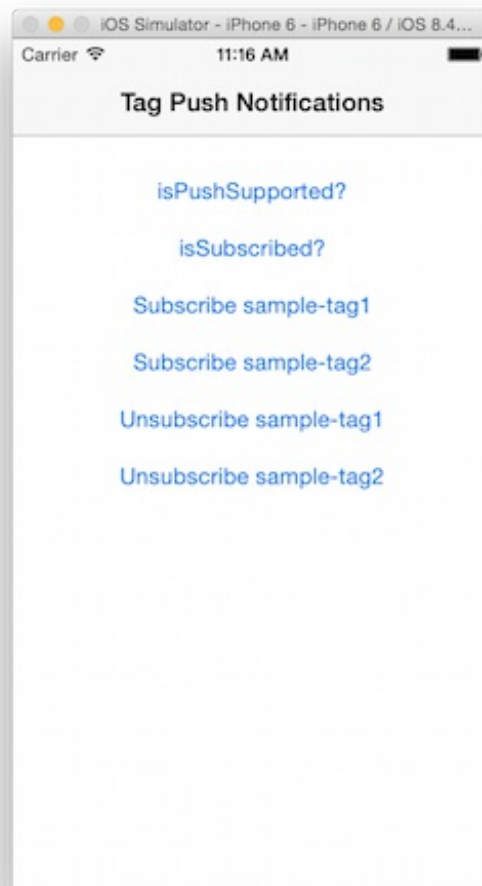 iOS Simulator - iPhone 6 - iPhone 6 / iOS 8.4...
Carrier 11:16 AM
Tag Push Notifications
isPushSupported?
isSubscribed?
Subscribe sample-tag1
Subscribe sample-tag2
Unsubscribe sample-tag1
Unsubscribe sample-tag2